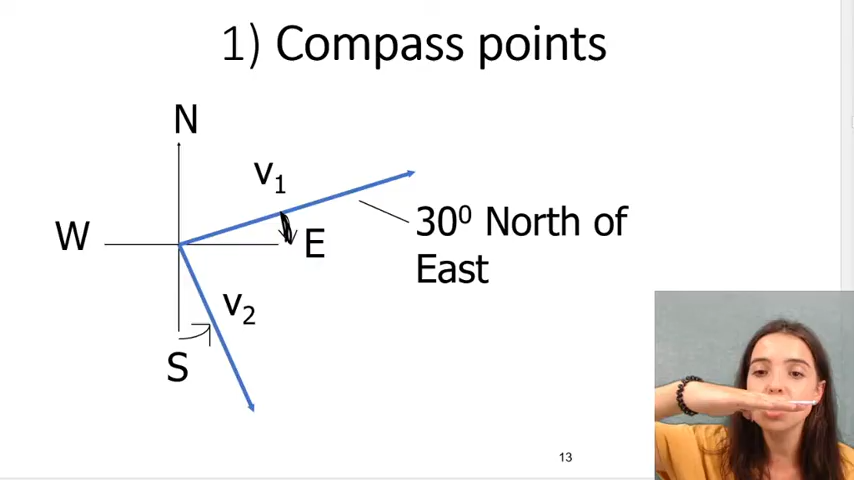 1) Compass points
N
v₁
W
E
30⁰ North of
East
v₂
S
13